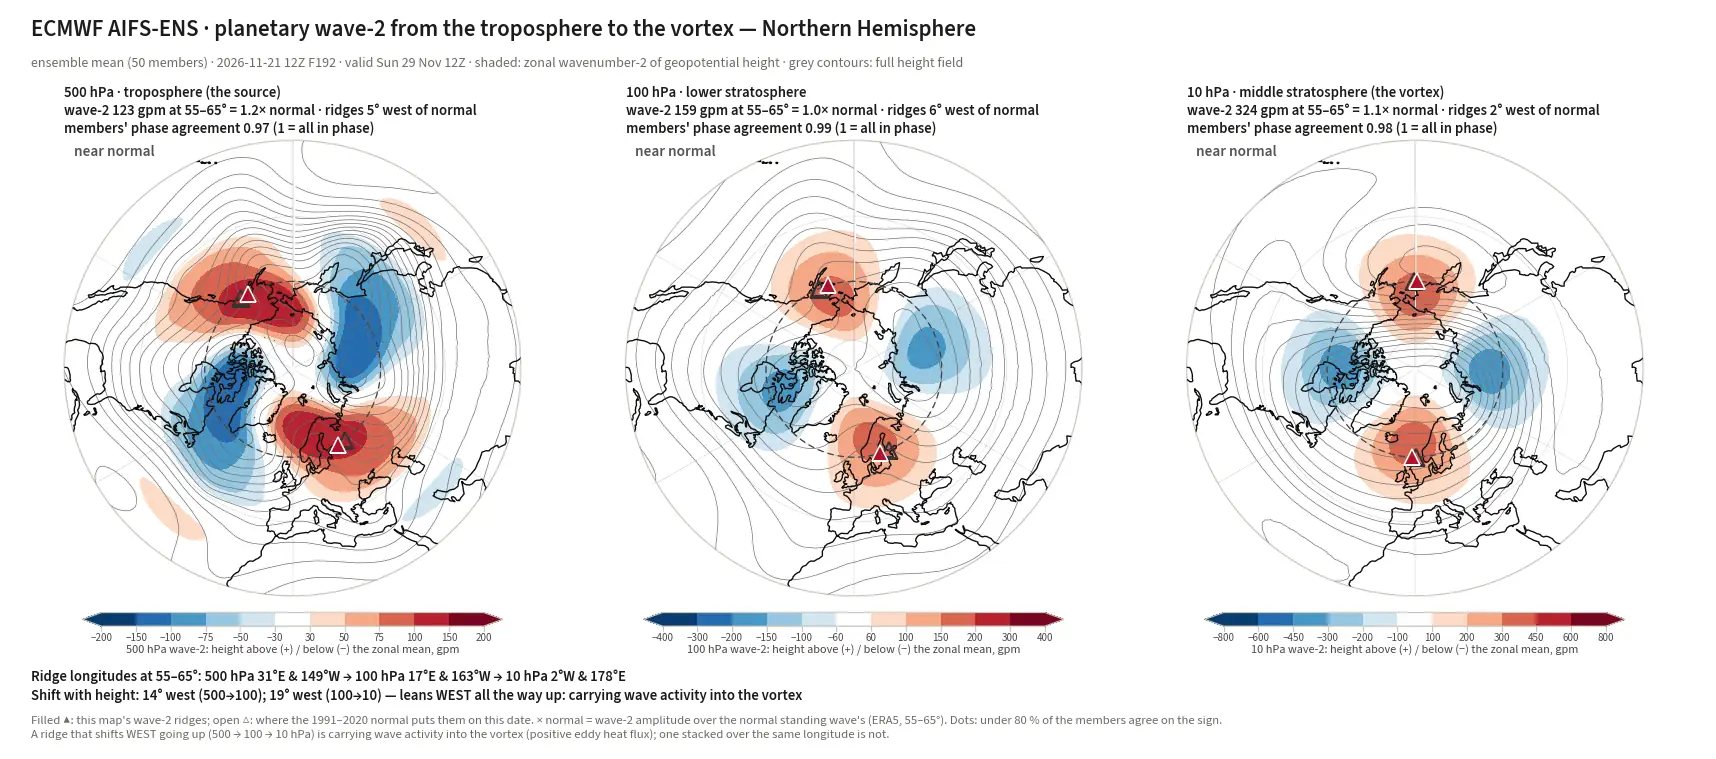 ECMWF AIFS-ENS · planetary wave-2 from the troposphere to the vortex — Northern Hemisphere
ensemble mean (50 members) · 2026-11-21 12Z F192 · valid Sun 29 Nov 12Z · shaded: zonal wavenumber-2 of geopotential height · grey contours: full height field
500 hPa · troposphere (the source)
wave-2 123 gpm at 55–65° = 1.2× normal · ridges 5° west of normal
members' phase agreement 0.97 (1 = all in phase)
near normal
100 hPa · lower stratosphere
wave-2 159 gpm at 55–65° = 1.0× normal · ridges 6° west of normal
members' phase agreement 0.99 (1 = all in phase)
near normal
10 hPa · middle stratosphere (the vortex)
wave-2 324 gpm at 55–65° = 1.1× normal · ridges 2° west of normal
members' phase agreement 0.98 (1 = all in phase)
near normal
−200 −150 −100 −75 −50 −30 30 50 75 100 150 200
500 hPa wave-2: height above (+) / below (−) the zonal mean, gpm
−400 −300 −200 −150 −100 −60 60 100 150 200 300 400
100 hPa wave-2: height above (+) / below (−) the zonal mean, gpm
−800 −600 −450 −300 −200 −100 100 200 300 450 600 800
10 hPa wave-2: height above (+) / below (−) the zonal mean, gpm
Ridge longitudes at 55–65°: 500 hPa 31°E & 149°W → 100 hPa 17°E & 163°W → 10 hPa 2°W & 178°E
Shift with height: 14° west (500→100); 19° west (100→10) — leans WEST all the way up: carrying wave activity into the vortex
Filled ▲: this map's wave-2 ridges; open △: where the 1991–2020 normal puts them on this date. × normal = wave-2 amplitude over the normal standing wave's (ERA5, 55–65°). Dots: under 80 % of the members agree on the sign.
A ridge that shifts WEST going up (500 → 100 → 10 hPa) is carrying wave activity into the vortex (positive eddy heat flux); one stacked over the same longitude is not.